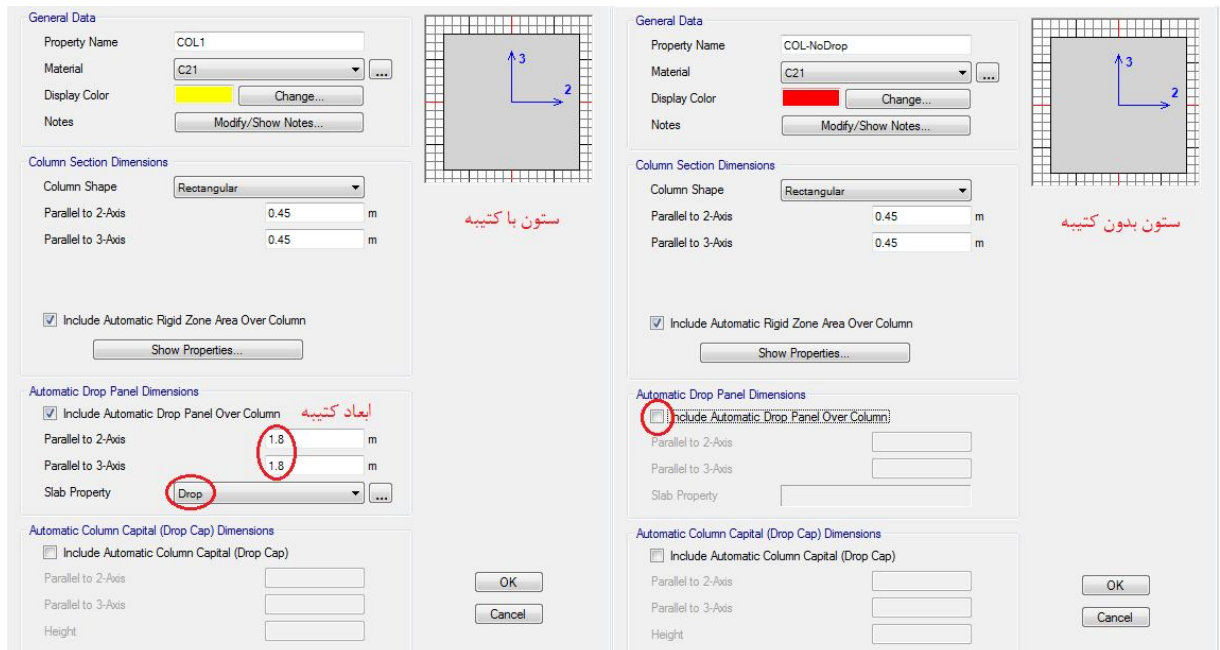 General Data
Property Name COL1
Material C21 ...
Display Color Change...
Notes Modify/Show Notes...
3
2
Column Section Dimensions
Column Shape Rectangular
Parallel to 2-Axis 0.45 m
Parallel to 3-Axis 0.45 m
ستون با کتیبه
Include Automatic Rigid Zone Area Over Column
Show Properties...
Automatic Drop Panel Dimensions
Include Automatic Drop Panel Over Column ابعاد کتیبه
Parallel to 2-Axis 1.8 m
Parallel to 3-Axis 1.8 m
Slab Property Drop ...
Automatic Column Capital (Drop Cap) Dimensions
Include Automatic Column Capital (Drop Cap)
Parallel to 2-Axis
Parallel to 3-Axis
Height
OK
Cancel
General Data
Property Name COL-NoDrop
Material C21 ...
Display Color Change...
Notes Modify/Show Notes...
3
2
Column Section Dimensions
Column Shape Rectangular
Parallel to 2-Axis 0.45 m
Parallel to 3-Axis 0.45 m
ستون بدون کتیبه
Include Automatic Rigid Zone Area Over Column
Show Properties...
Automatic Drop Panel Dimensions
Include Automatic Drop Panel Over Column
Parallel to 2-Axis
Parallel to 3-Axis
Slab Property
Automatic Column Capital (Drop Cap) Dimensions
Include Automatic Column Capital (Drop Cap)
Parallel to 2-Axis
Parallel to 3-Axis
Height
OK
Cancel